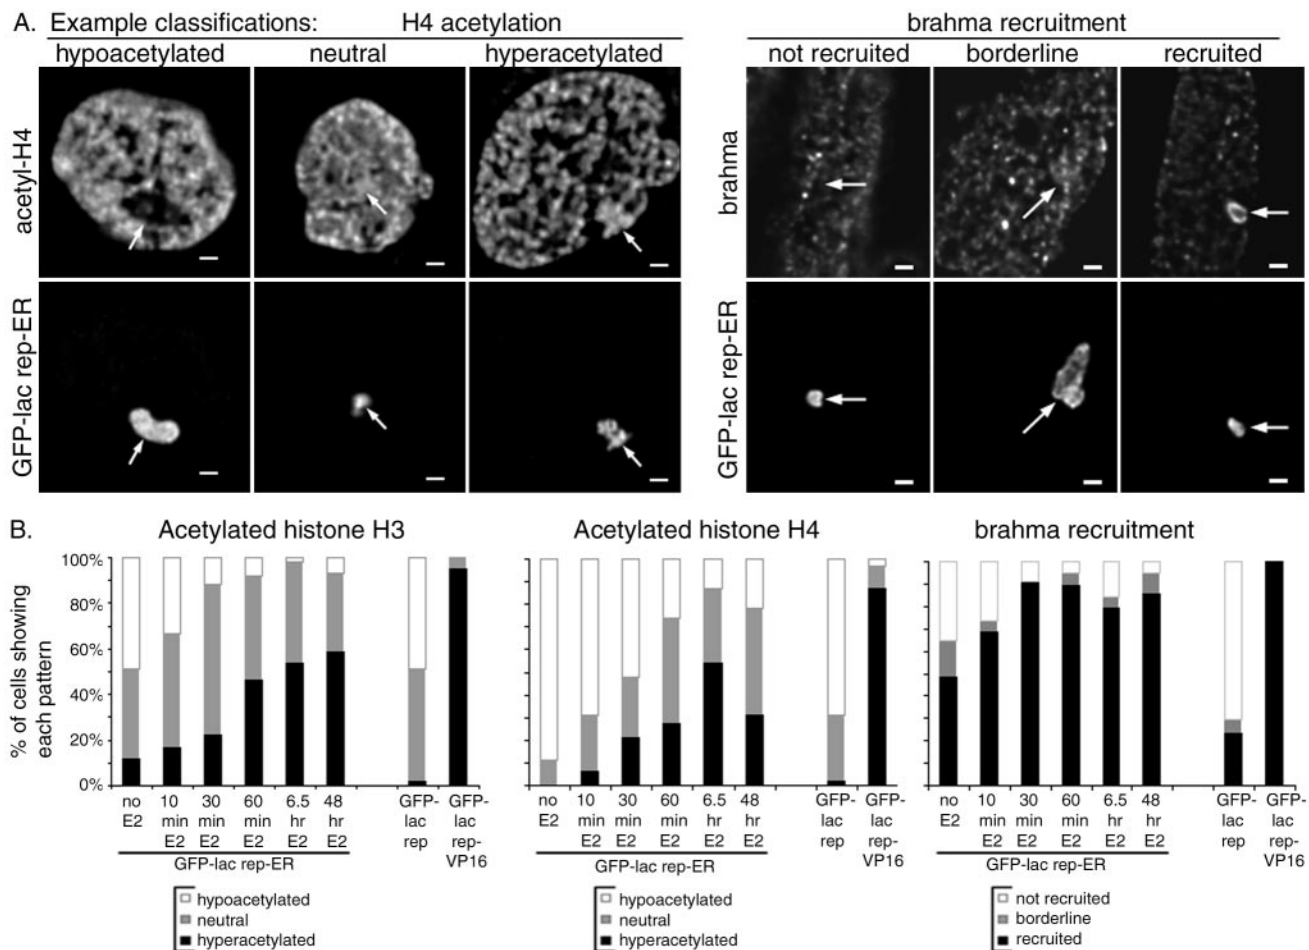 A. Example classifications: H4 acetylation
brahma recruitment
hypoacetylated neutral hyperacetylated
not recruited borderline recruited
acetyl-H4
GFP-lac rep-ER
brahma
GFP-lac rep-ER
B. Acetylated histone H3
Acetylated histone H4
brahma recruitment
% of cells showing
each pattern
100%
80%
60%
40%
20%
0%
no 10 30 60 6.5 48 GFP- GFP-
E2 min min min hr hr lac lac
E2 E2 E2 E2 E2 rep rep-
VP16
GFP-lac rep-ER
hypoacetylated
neutral
hyperacetylated
no 10 30 60 6.5 48 GFP- GFP-
E2 min min min hr hr lac lac
E2 E2 E2 E2 E2 rep rep-
VP16
GFP-lac rep-ER
hypoacetylated
neutral
hyperacetylated
no 10 30 60 6.5 48 GFP- GFP-
E2 min min min hr hr lac lac
E2 E2 E2 E2 E2 rep rep-
VP16
GFP-lac rep-ER
not recruited
borderline
recruited